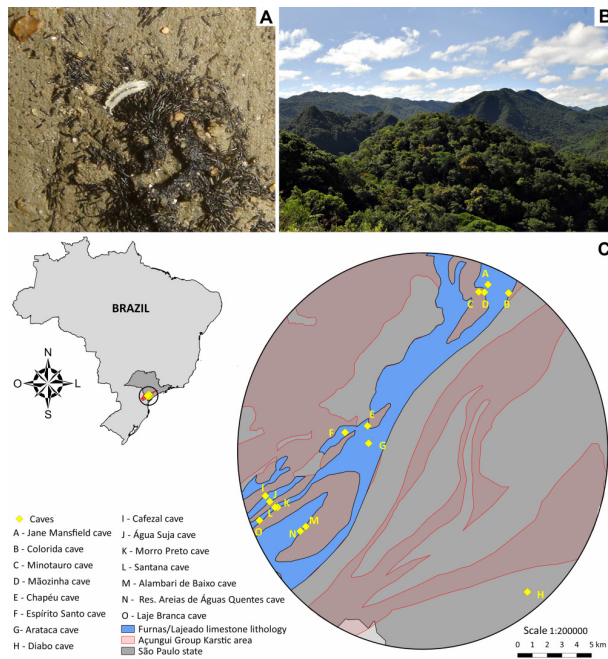 A
B
C
BRAZIL
N
O
L
S
A
C
D
B
E
F
G
I
J
K
L
O
M
N
H
Caves
A - Jane Mansfield cave
B - Colorida cave
C - Minotauro cave
D - Mãozinha cave
E - Chapéu cave
F - Espírito Santo cave
G- Arataca cave
H - Diabo cave
I - Cafezal cave
J - Água Suja cave
K - Morro Preto cave
L - Santana cave
M - Alambari de Baixo cave
N - Res. Areias de Águas Quentes cave
O - Laje Branca cave
Furnas/Lajeado limestone lithology
Açungui Group Karstic area
São Paulo state
Scale 1:200000
0 1 2 3 4 5 km